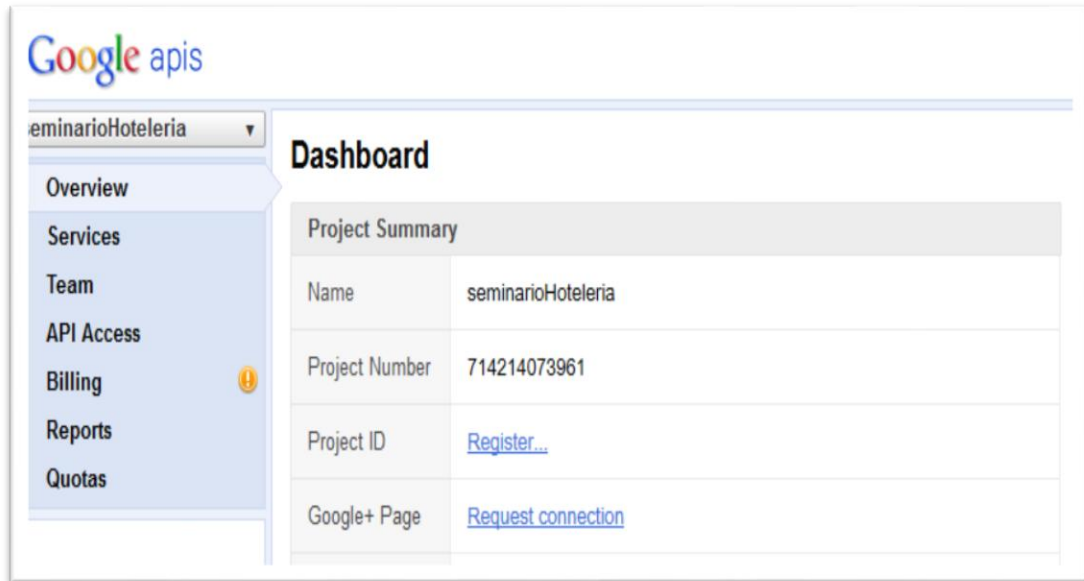 Google apis
seminarioHoteleria
Dashboard
Overview
Services
Team
API Access
Billing
Reports
Quotas
Project Summary
Name seminarioHoteleria
Project Number 714214073961
Project ID Register...
Google+ Page Request connection